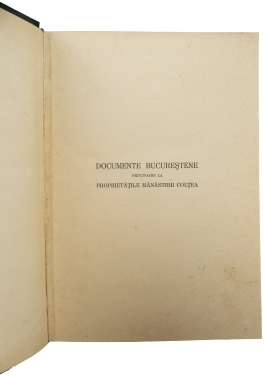 DOCUMENTE BUCUREȘTENE
PRIVITOARE LA
PROPRIETĂȚILE MĂNĂSTIRII COLȚEA